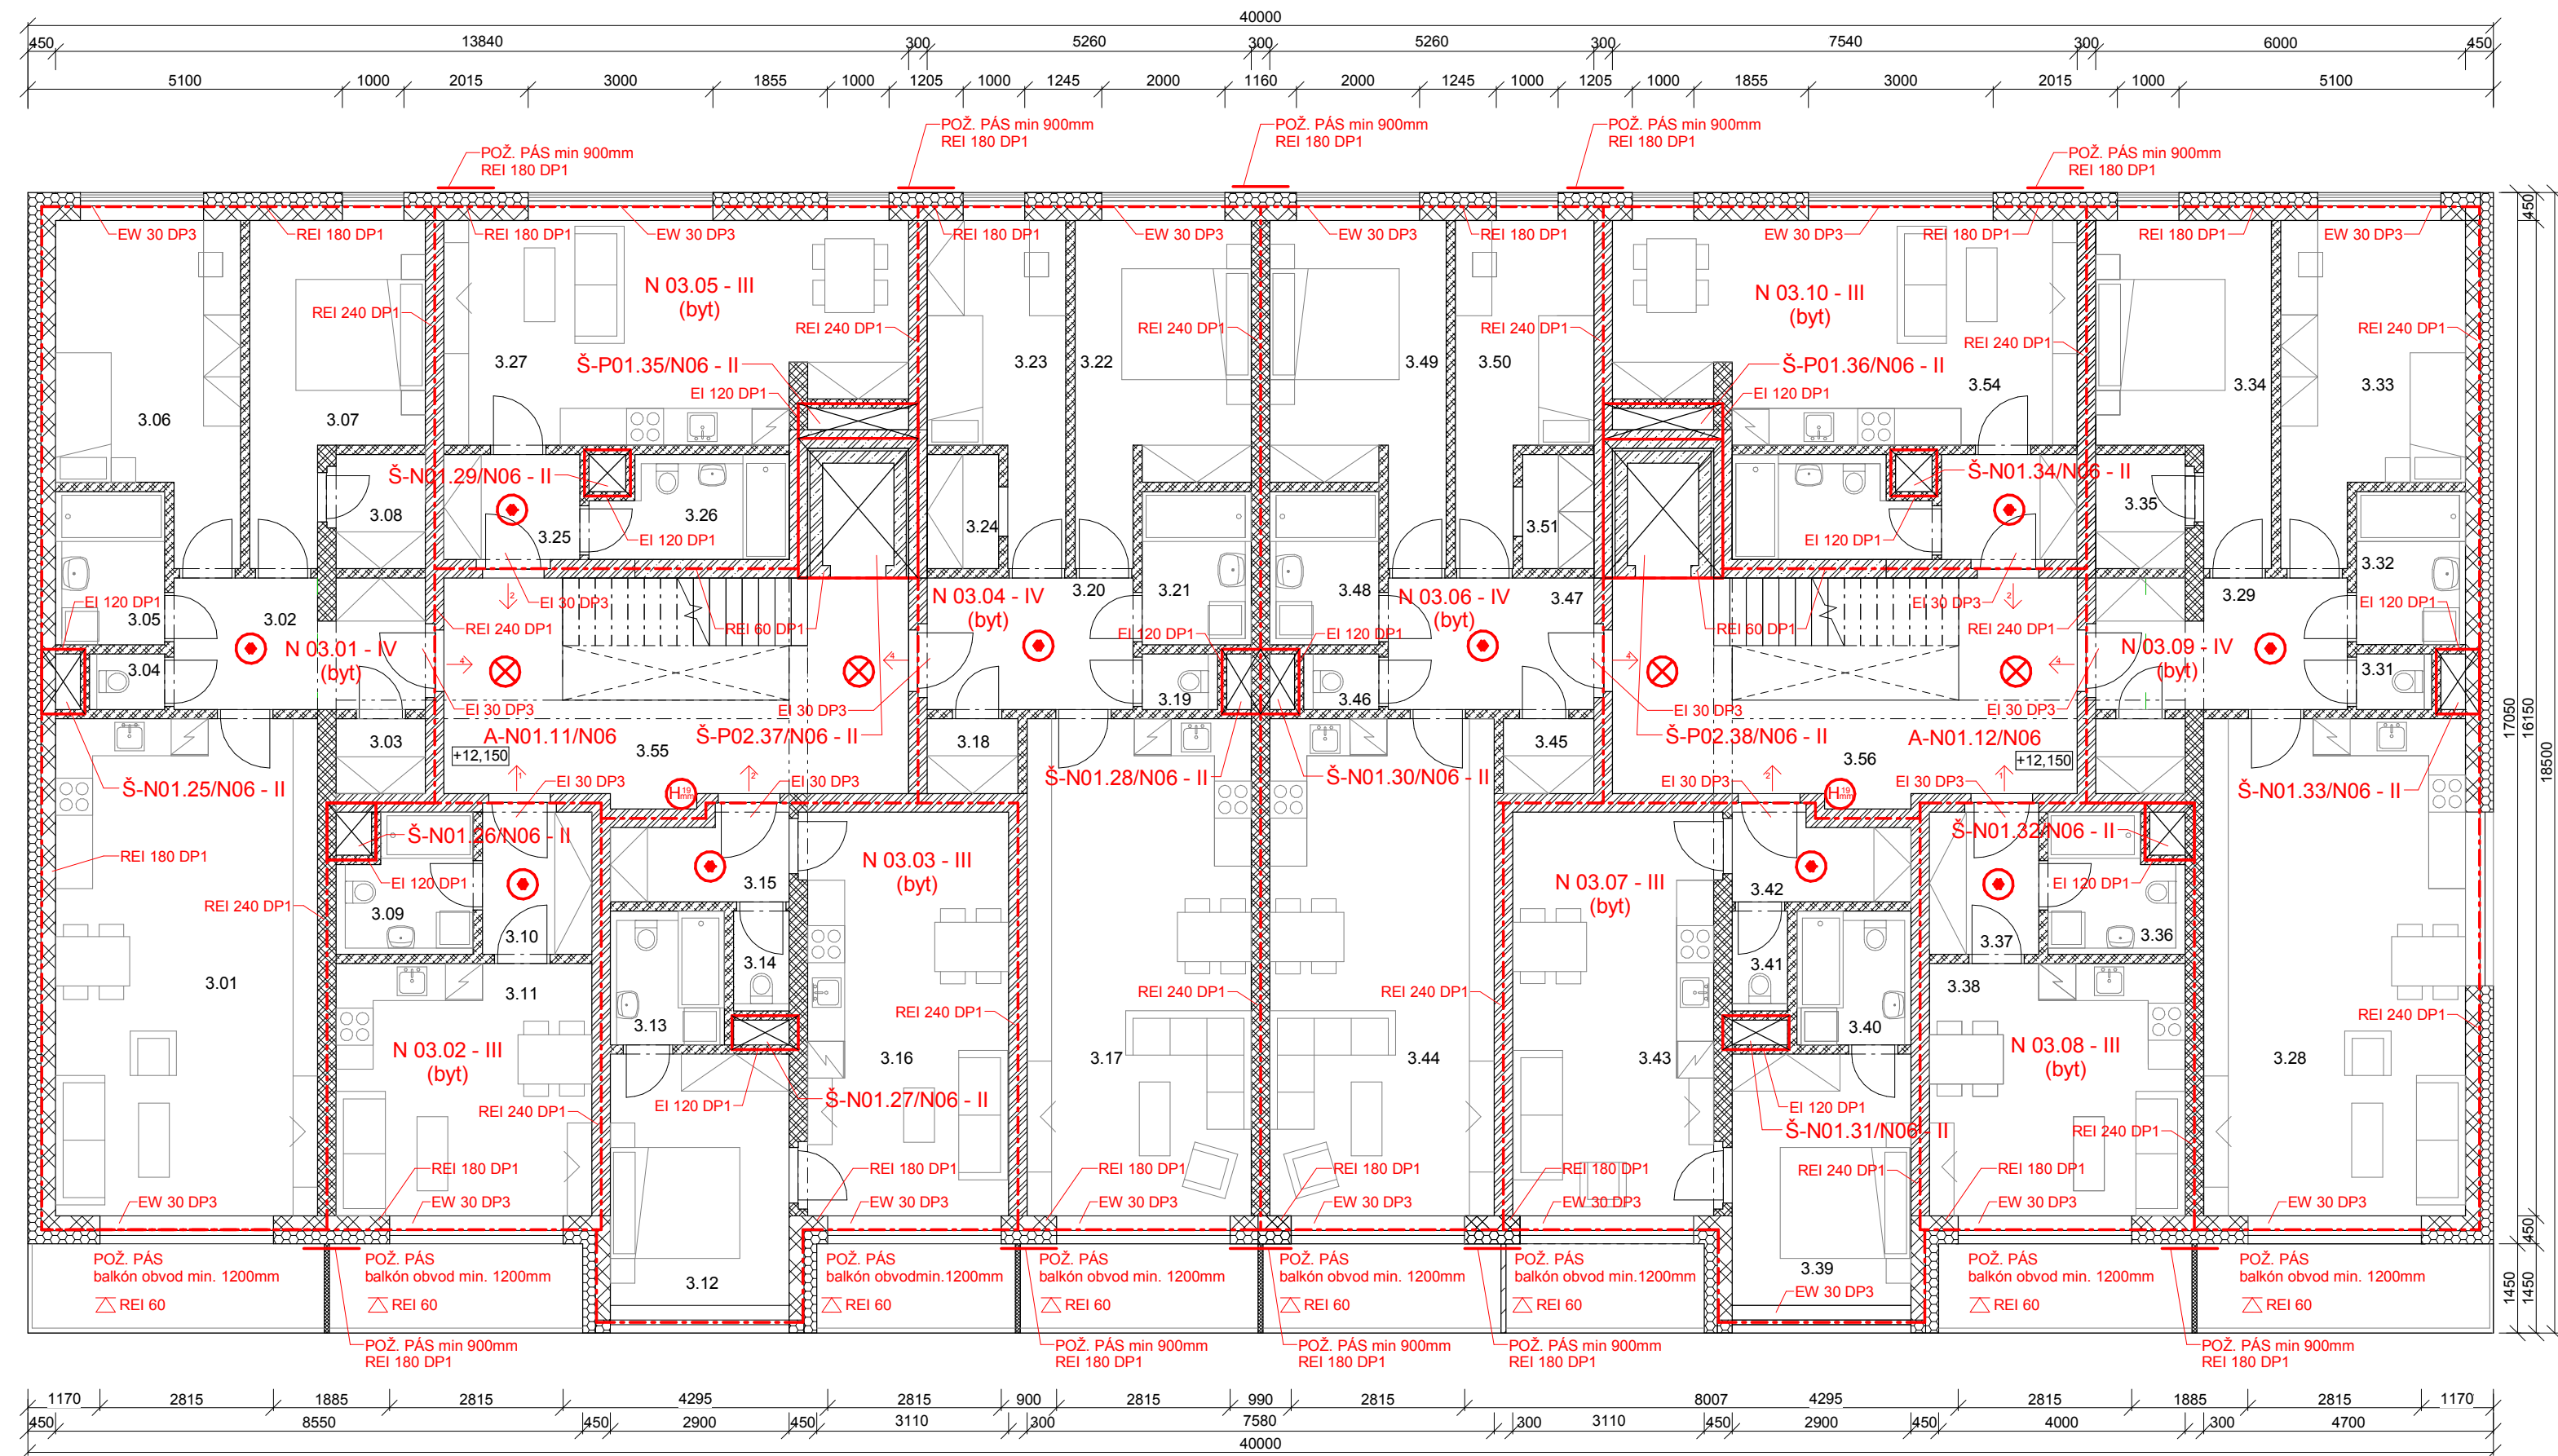 40000
450 13840 300 5260 300 5260 300 7540 300 6000 450
5100 1000 2015 3000 1855 1000 1205 1000 1245 2000 1160 2000 1245 1000 1205 1000 1855 3000 2015 1000 5100
POŽ. PÁS min 900mm
REI 180 DP1
POŽ. PÁS min 900mm
REI 180 DP1
POŽ. PÁS min 900mm
REI 180 DP1
POŽ. PÁS min 900mm
REI 180 DP1
POŽ. PÁS min 900mm
REI 180 DP1
EW 30 DP3 REI 180 DP1 REI 180 DP1 EW 30 DP3 REI 180 DP1 EW 30 DP3 EW 30 DP3 REI 180 DP1 EW 30 DP3 REI 180 DP1 REI 180 DP1 EW 30 DP3
450
N 03.05 - III
(byt)
N 03.10 - III
(byt)
REI 240 DP1 REI 240 DP1 REI 240 DP1 REI 240 DP1 REI 240 DP1 REI 240 DP1
3.27 3.23 3.22 3.49 3.50 3.54 3.34 3.33
Š-P01.35/N06 - II Š-P01.36/N06 - II
EI 120 DP1 EI 120 DP1
3.06 3.07
Š-N01.29/N06 - II Š-N01.34/N06 - II
3.08 3.25 3.26 3.24 3.51 3.35
EI 120 DP1 EI 120 DP1
3.32
EI 120 DP1 2 EI 30 DP3 3.20 3.21 3.48 3.47 EI 30 DP3 2 3.29 EI 120 DP1
N 03.04 - IV
(byt)
N 03.06 - IV
(byt)
3.05 3.02 REI 240 DP1 REI 60 DP1 EI 120 DP1 EI 120 DP1 REI 60 DP1 REI 240 DP1
N 03.01 - IV
(byt)
N 03.09 - IV
(byt)
3.04 4 4 3.19 3.46 4 4 3.31
EI 30 DP3 EI 30 DP3 EI 30 DP3 EI 30 DP3
3.03 A-N01.11/N06 3.55 Š-P02.37/N06 - II 3.18 3.45 Š-P02.38/N06 - II A-N01.12/N06
+12,150 3.56 +12,150
17050 16150 18500
Š-N01.25/N06 - II 1 EI 30 DP3 2 EI 30 DP3 Š-N01.28/N06 - II Š-N01.30/N06 - II EI 30 DP3 2 EI 30 DP3 1 Š-N01.33/N06 - II
H 19 mm H 19 mm
Š-N01.26/N06 - II Š-N01.32/N06 - II
REI 180 DP1 EI 120 DP1 EI 120 DP1
N 03.03 - III
(byt)
N 03.07 - III
(byt)
3.15 3.42
REI 240 DP1 3.09 3.10 3.37 3.36
3.14 3.41
3.01 3.11 REI 240 DP1 REI 240 DP1 3.38
REI 240 DP1 REI 240 DP1
3.13 3.40
N 03.02 - III
(byt)
N 03.08 - III
(byt)
3.16 3.17 3.44 3.43 3.28
EI 120 DP1 Š-N01.27/N06 - II EI 120 DP1
REI 240 DP1 Š-N01.31/N06 - II REI 240 DP1
REI 180 DP1 REI 180 DP1 REI 180 DP1 REI 180 DP1 REI 180 DP1 REI 240 DP1 REI 180 DP1
EW 30 DP3 EW 30 DP3 EW 30 DP3 EW 30 DP3 EW 30 DP3 EW 30 DP3 EW 30 DP3 EW 30 DP3
450
3.12 3.39
EW 30 DP3
POŽ. PÁS
balkón obvod min. 1200mm
REI 60
POŽ. PÁS
balkón obvod min. 1200mm
REI 60
POŽ. PÁS
balkón obvodmin.1200mm
REI 60
POŽ. PÁS
balkón obvod min. 1200mm
REI 60
POŽ. PÁS
balkón obvod min. 1200mm
REI 60
POŽ. PÁS
balkón obvod min.1200mm
REI 60
POŽ. PÁS
balkón obvod min. 1200mm
REI 60
POŽ. PÁS
balkón obvod min. 1200mm
REI 60
1450 1450
POŽ. PÁS min 900mm
REI 180 DP1
POŽ. PÁS min 900mm
REI 180 DP1
POŽ. PÁS min 900mm
REI 180 DP1
POŽ. PÁS min 900mm
REI 180 DP1
POŽ. PÁS min 900mm
REI 180 DP1
1170 2815 1885 2815 4295 2815 900 2815 990 2815 8007 4295 2815 1885 2815 1170
450 8550 450 2900 450 3110 300 7580 300 3110 450 2900 450 4000 300 4700
40000